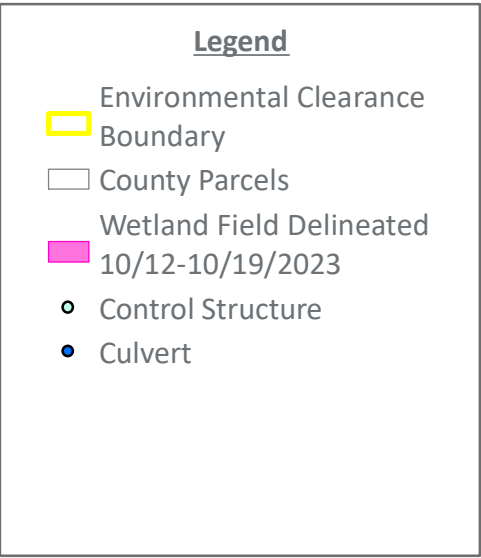 Legend
Environmental Clearance
Boundary
County Parcels
Wetland Field Delineated
10/12-10/19/2023
Control Structure
Culvert